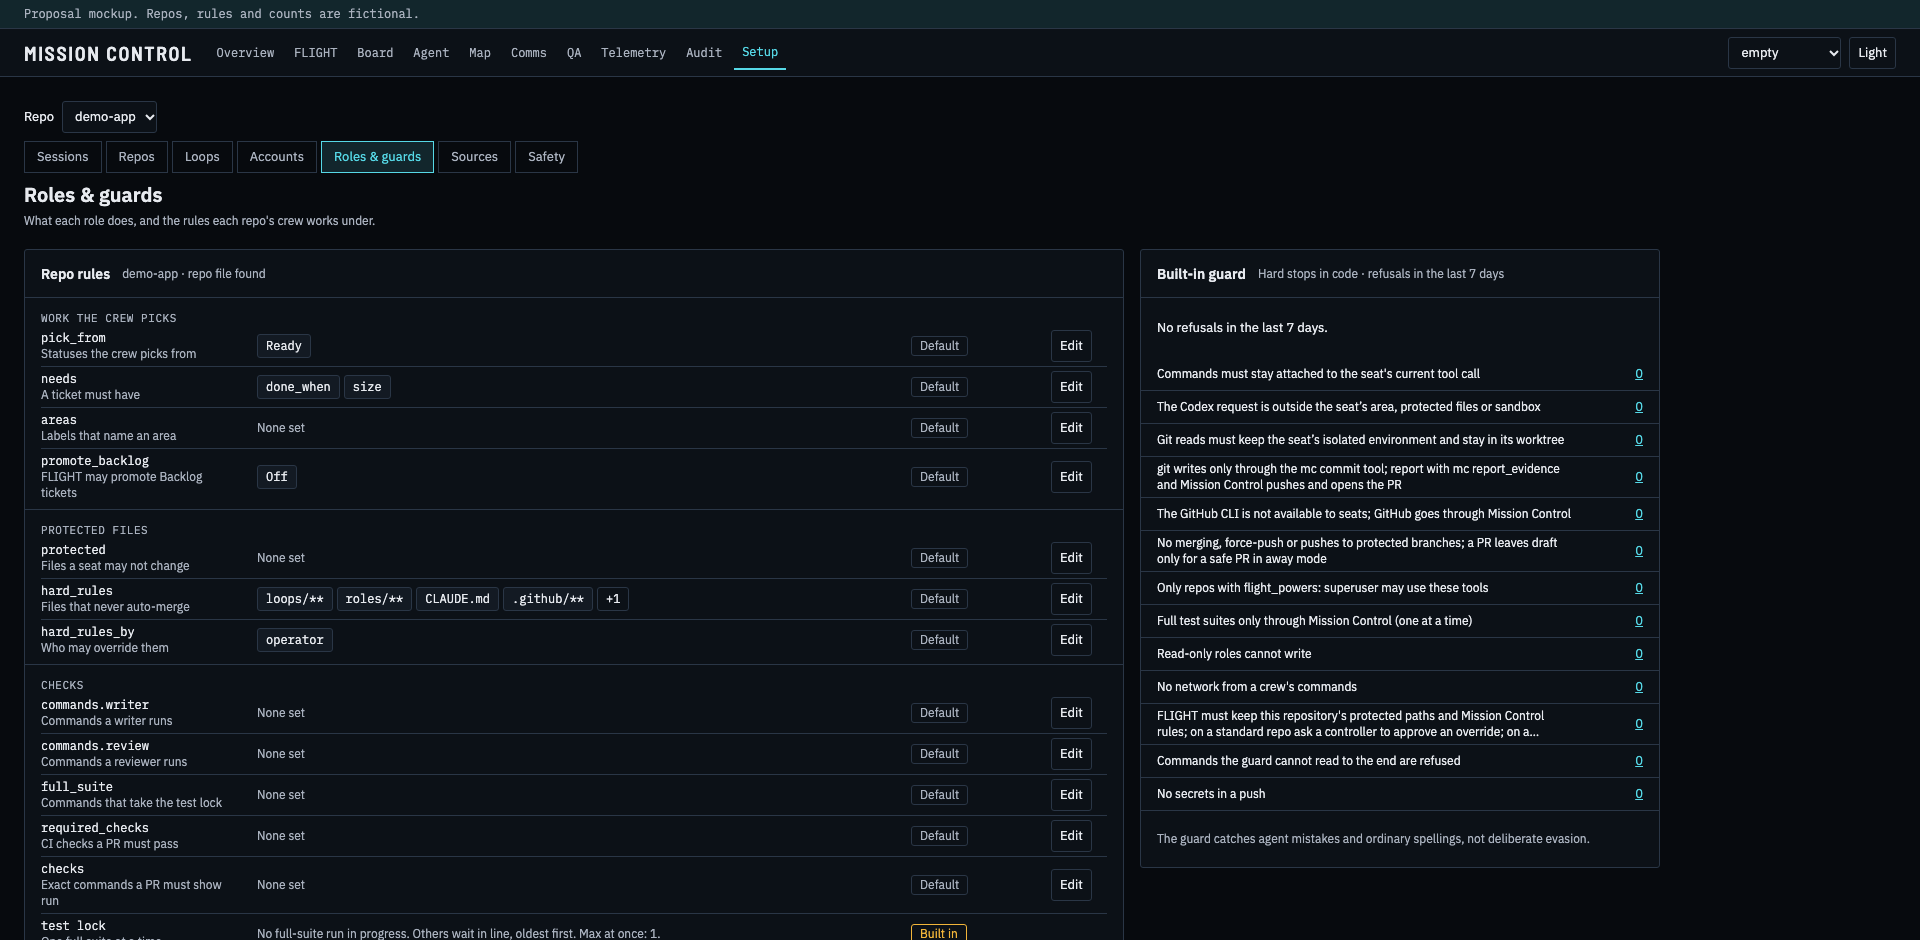 Proposal mockup. Repos, rules and counts are fictional.
MISSION CONTROL Overview FLIGHT Board Agent Map Comms QA Telemetry Audit Setup empty Light
Repo demo-app
Sessions Repos Loops Accounts Roles & guards Sources Safety
Roles & guards
What each role does, and the rules each repo's crew works under.
Repo rules demo-app · repo file found
WORK THE CREW PICKS
pick_from
Statuses the crew picks from
Ready Default Edit
needs
A ticket must have
done_when size Default Edit
areas
Labels that name an area
None set Default Edit
promote_backlog
FLIGHT may promote Backlog
tickets
Off Default Edit
PROTECTED FILES
protected
Files a seat may not change
None set Default Edit
hard_rules
Files that never auto-merge
loops/** roles/** CLAUDE.md .github/** +1 Default Edit
hard_rules_by
Who may override them
operator Default Edit
CHECKS
commands.writer
Commands a writer runs
None set Default Edit
commands.review
Commands a reviewer runs
None set Default Edit
full_suite
Commands that take the test lock
None set Default Edit
required_checks
CI checks a PR must pass
None set Default Edit
checks
Exact commands a PR must show
run
None set Default Edit
test lock
No full-suite run in progress. Others wait in line, oldest first. Max at once: 1. Built in
Built-in guard Hard stops in code · refusals in the last 7 days
No refusals in the last 7 days.
Commands must stay attached to the seat's current tool call 0
The Codex request is outside the seat’s area, protected files or sandbox 0
Git reads must keep the seat’s isolated environment and stay in its worktree 0
git writes only through the mc commit tool; report with mc report_evidence
and Mission Control pushes and opens the PR 0
The GitHub CLI is not available to seats; GitHub goes through Mission Control 0
No merging, force-push or pushes to protected branches; a PR leaves draft
only for a safe PR in away mode 0
Only repos with flight_powers: superuser may use these tools 0
Full test suites only through Mission Control (one at a time) 0
Read-only roles cannot write 0
No network from a crew's commands 0
FLIGHT must keep this repository's protected paths and Mission Control
rules; on a standard repo ask a controller to approve an override; on a... 0
Commands the guard cannot read to the end are refused 0
No secrets in a push 0
The guard catches agent mistakes and ordinary spellings, not deliberate evasion.